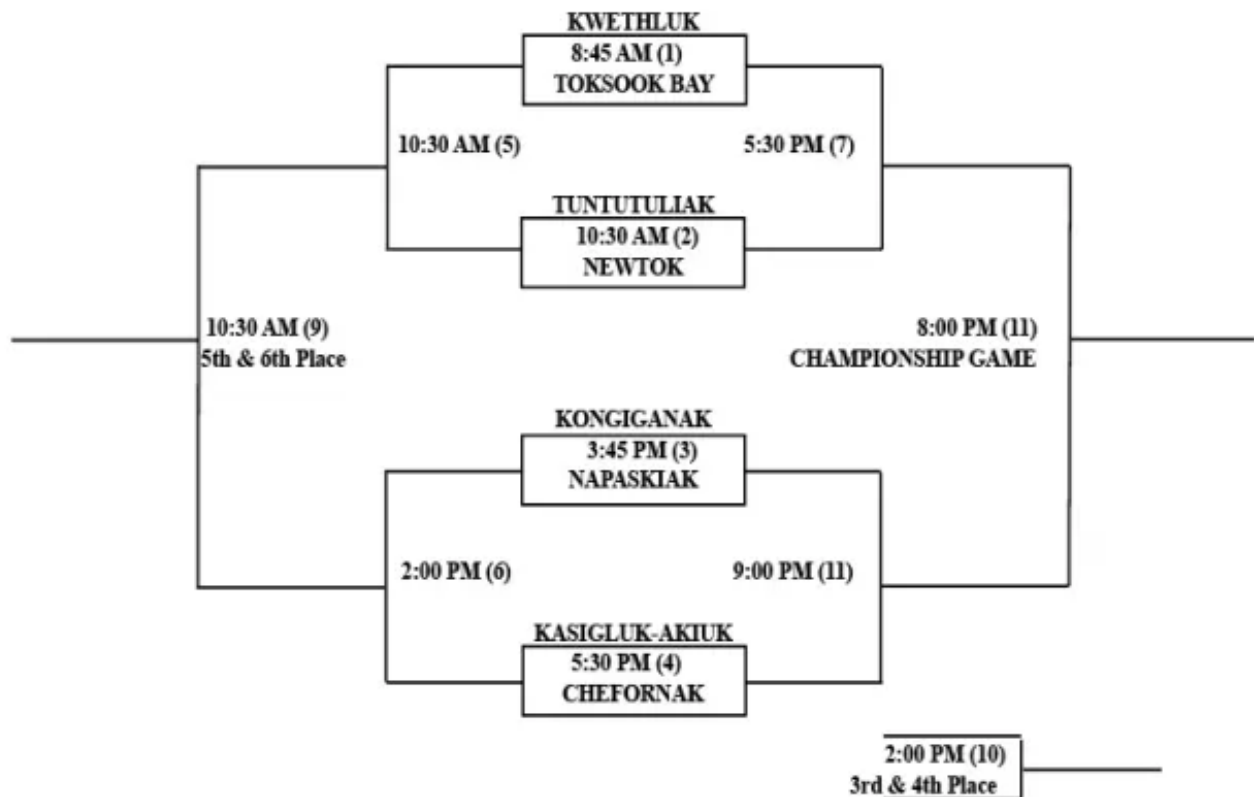 KWETHLUK
8:45 AM (1)
TOKSOOK BAY
10:30 AM (5)
5:30 PM (7)
TUNTUTULIAK
10:30 AM (2)
NEWTOK
10:30 AM (9)
5th & 6th Place
8:00 PM (11)
CHAMPIONSHIP GAME
KONGIGANAK
3:45 PM (3)
NAPASKIAK
2:00 PM (6)
9:00 PM (11)
KASIGLUK-AKIUK
5:30 PM (4)
CHEFORNAK
2:00 PM (10)
3rd & 4th Place